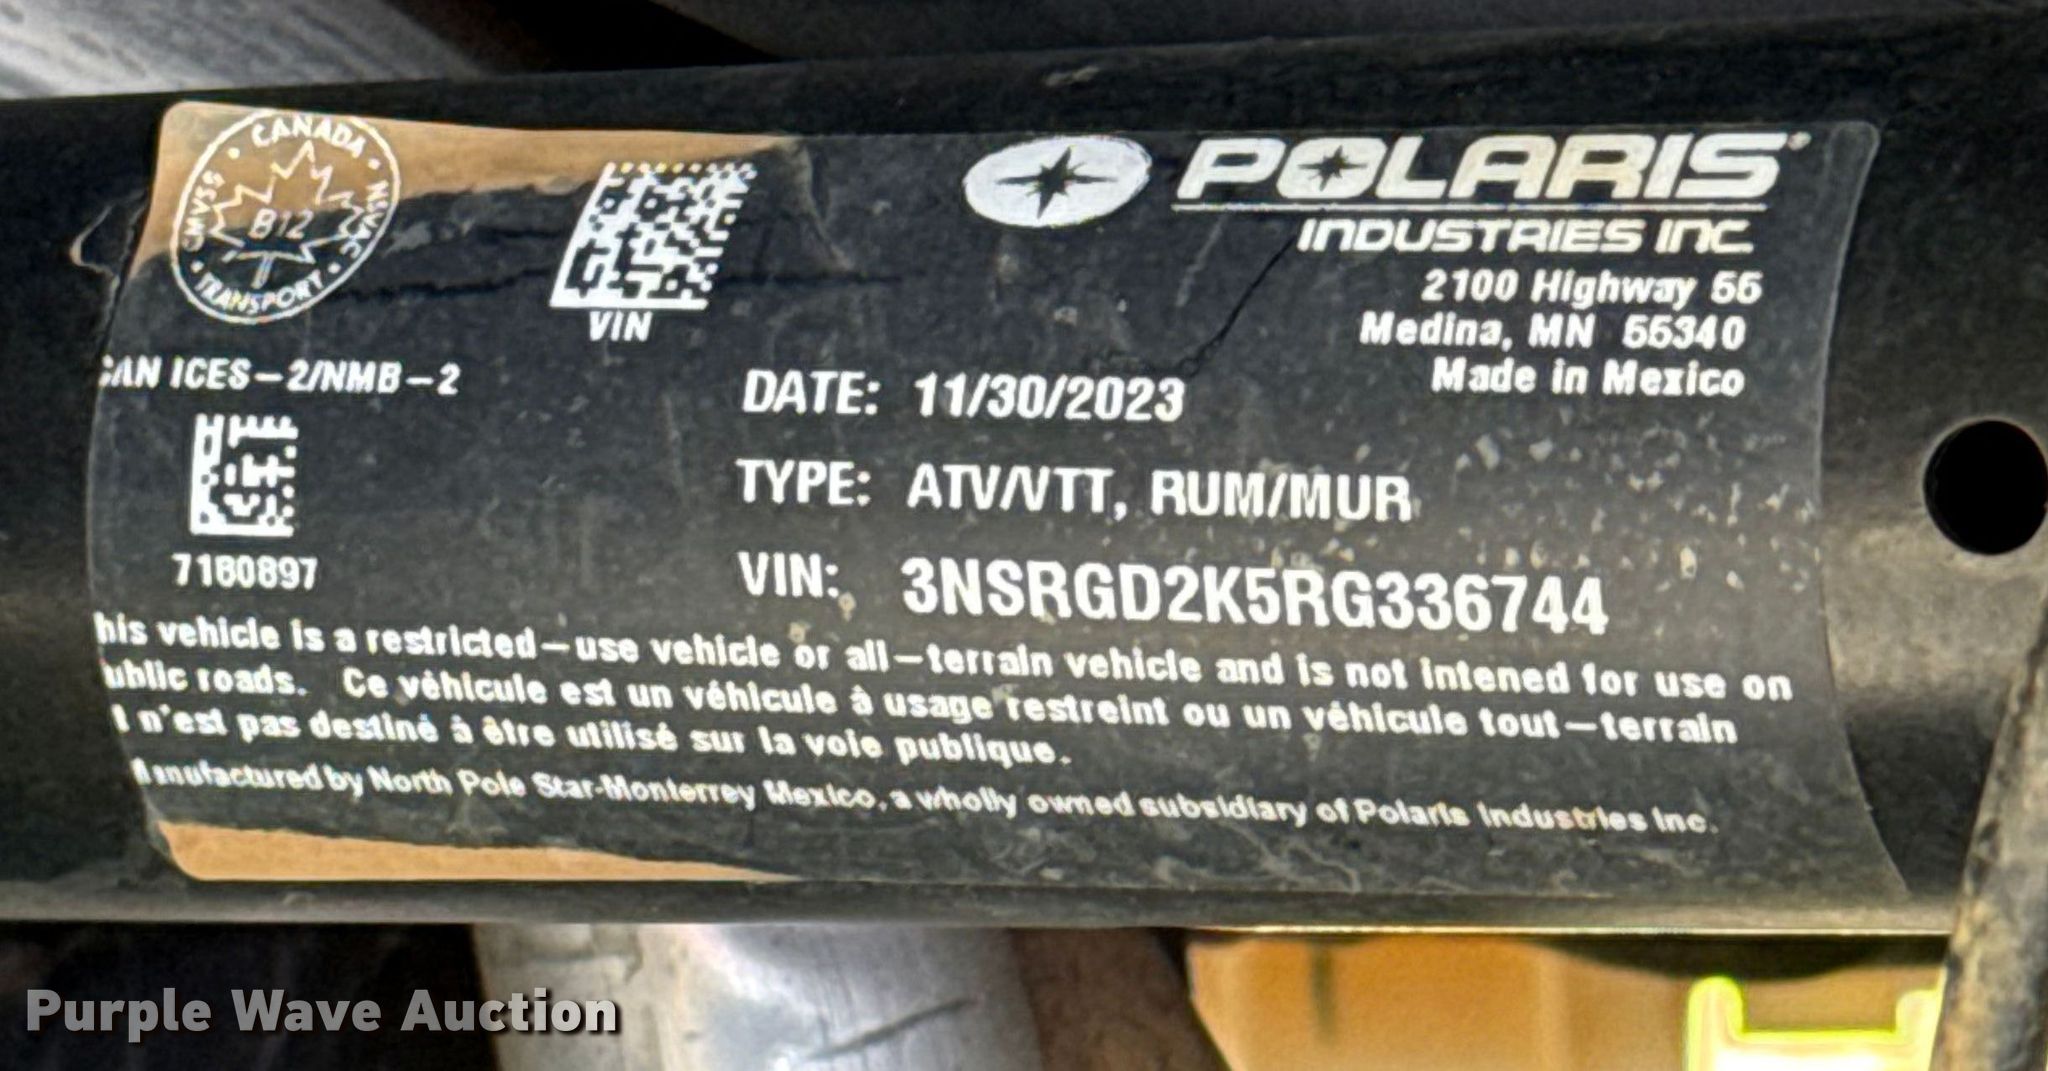 CANADA
CMVSS NSVAC
B12
TRANSPORT
VIN
POLARIS
INDUSTRIES INC.
2100 Highway 55
Medina, MN 55340
Made in Mexico
CAN ICES-2/NMB-2
DATE: 11/30/2023
TYPE: ATV/VTT, RUM/MUR
7180897
VIN: 3NSRGD2K5RG336744
his vehicle is a restricted-use vehicle or all-terrain vehicle and is not intened for use on
ublic roads. Ce véhicule est un véhicule à usage restreint ou un véhicule tout-terrain
t n'est pas destiné à être utilisé sur la voie publique.
Manufactured by North Pole Star-Monterrey Mexico, a wholly owned subsidiary of Polaris Industries Inc.
Purple Wave Auction